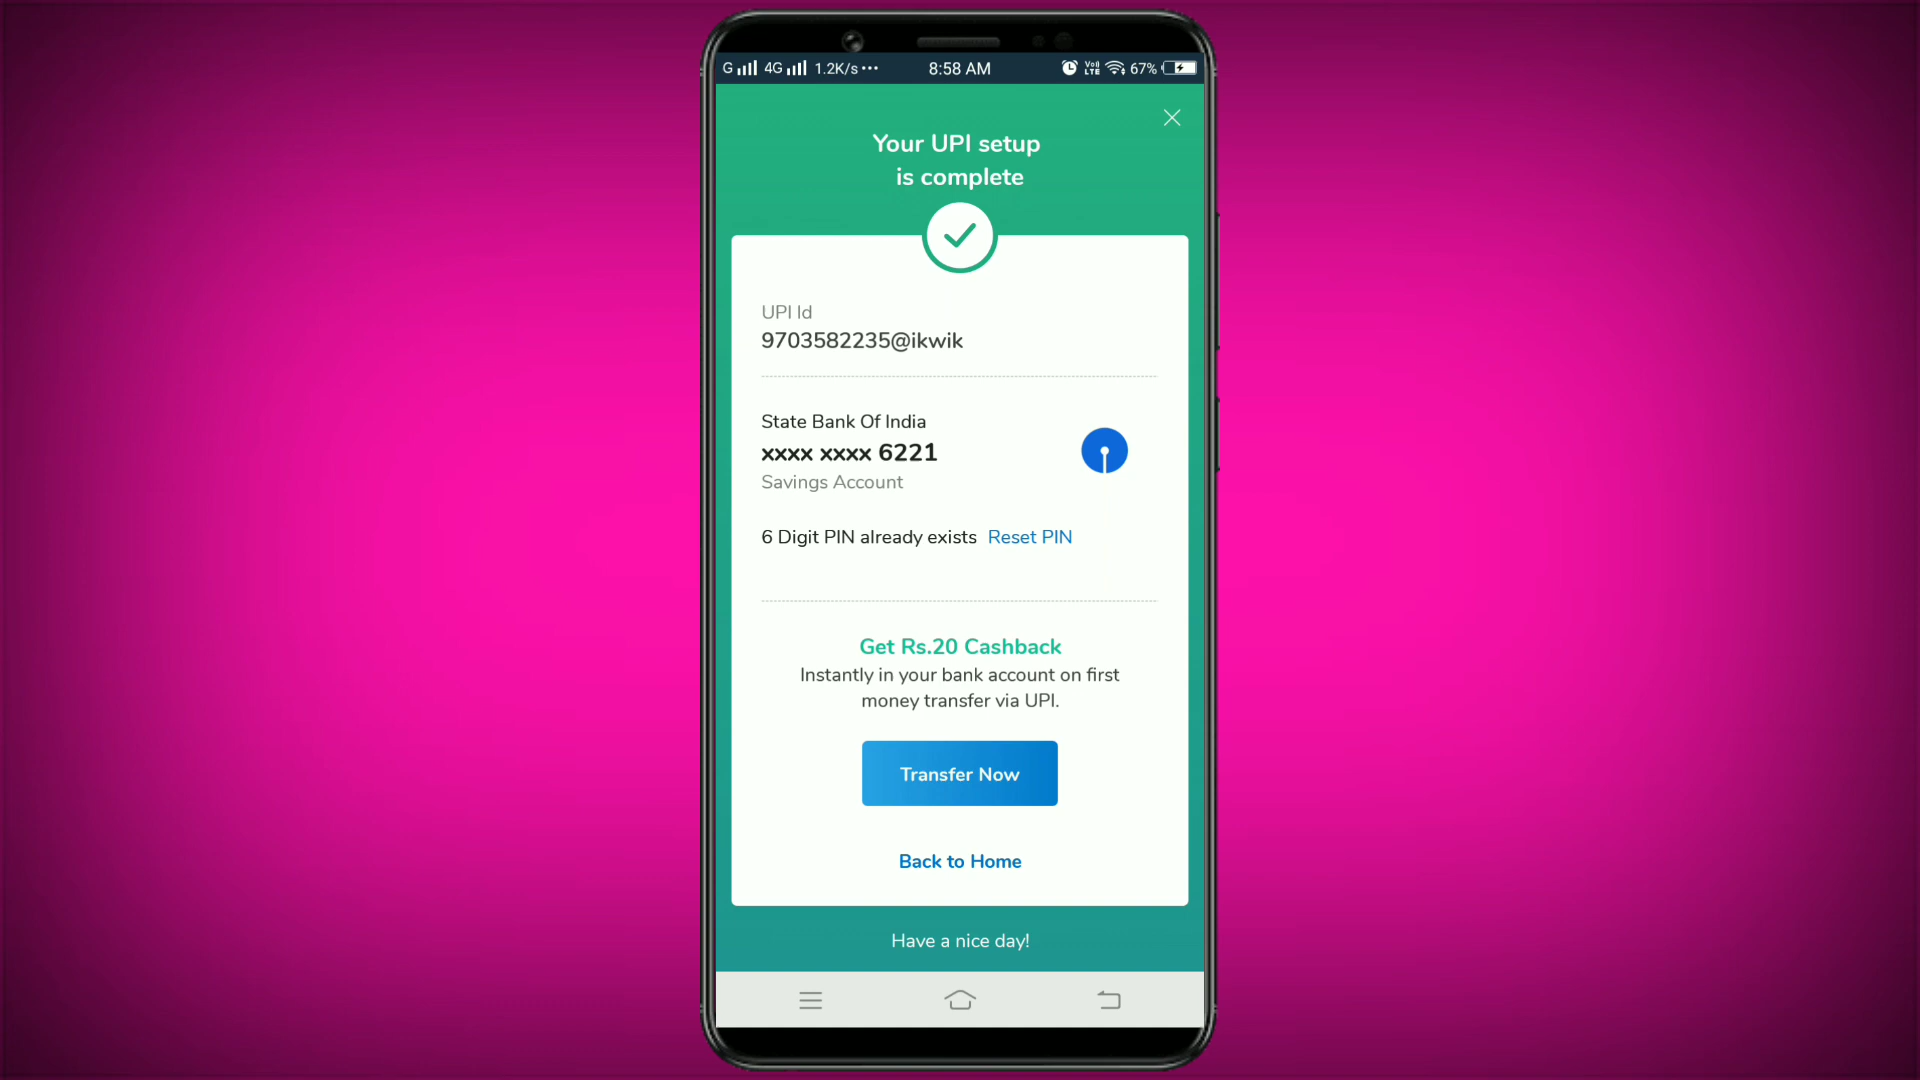 G 4G 1.2K/s ••• 8:58 AM Vo) LTE 67%
Your UPI setup
is complete
UPI Id
9703582235@ikwik
State Bank Of India
xxxx xxxx 6221
Savings Account
6 Digit PIN already exists Reset PIN
Get Rs.20 Cashback
Instantly in your bank account on first
money transfer via UPI.
Transfer Now
Back to Home
Have a nice day!